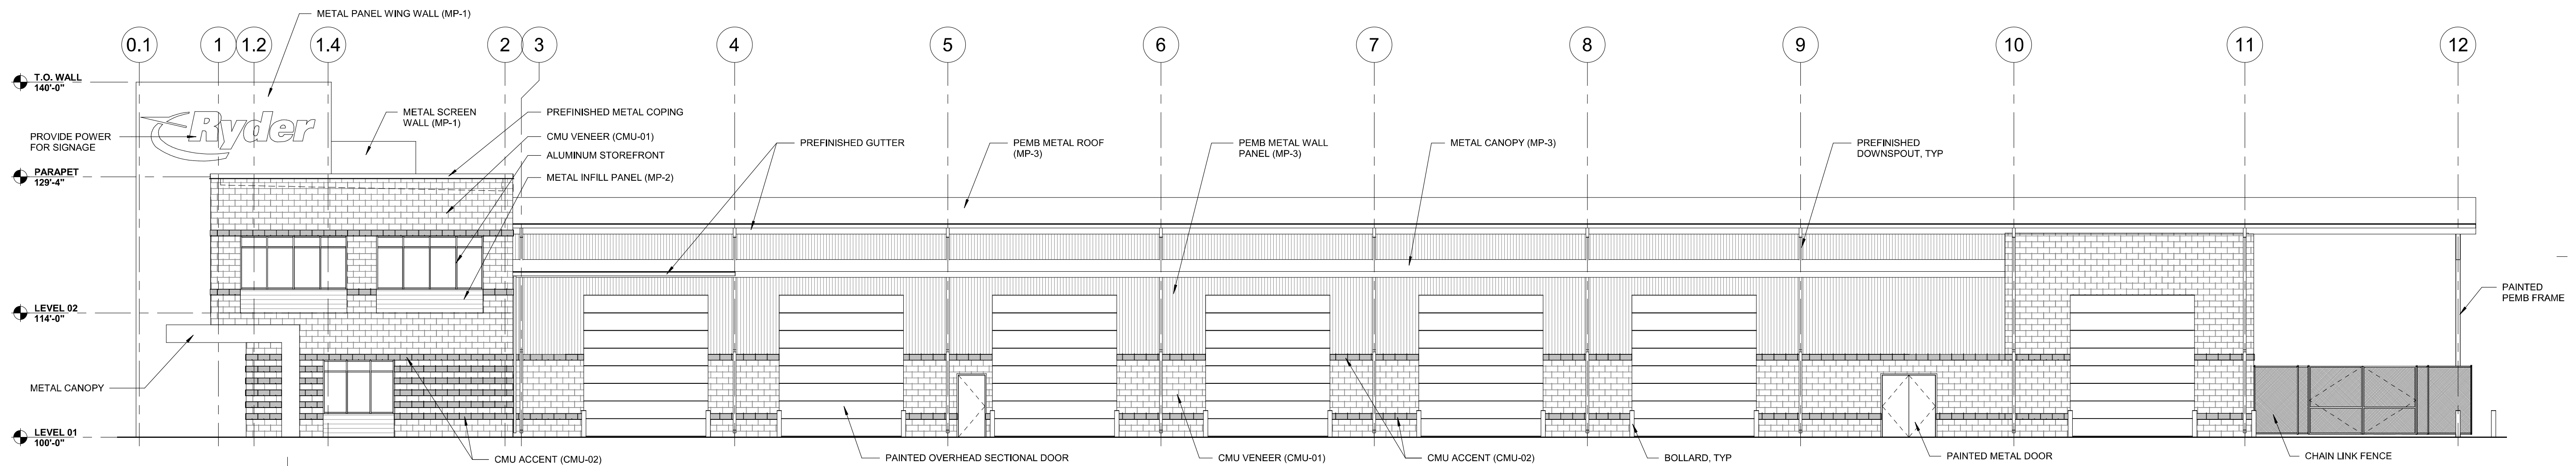 METAL PANEL WING WALL (MP-1)
0.1
1
1.2
1.4
2
3
4
5
6
7
8
9
10
11
12
T.O. WALL
140'-0"
Ryder
PROVIDE POWER
FOR SIGNAGE
METAL SCREEN
WALL (MP-1)
PREFINISHED METAL COPING
CMU VENEER (CMU-01)
ALUMINUM STOREFRONT
METAL INFILL PANEL (MP-2)
PREFINISHED GUTTER
PEMB METAL ROOF
(MP-3)
PEMB METAL WALL
PANEL (MP-3)
METAL CANOPY (MP-3)
PREFINISHED
DOWNSPOUT, TYP
PARAPET
129'-4"
LEVEL 02
114'-0"
PAINTED
PEMB FRAME
METAL CANOPY
LEVEL 01
100'-0"
CMU ACCENT (CMU-02)
PAINTED OVERHEAD SECTIONAL DOOR
CMU VENEER (CMU-01)
CMU ACCENT (CMU-02)
BOLLARD, TYP
PAINTED METAL DOOR
CHAIN LINK FENCE